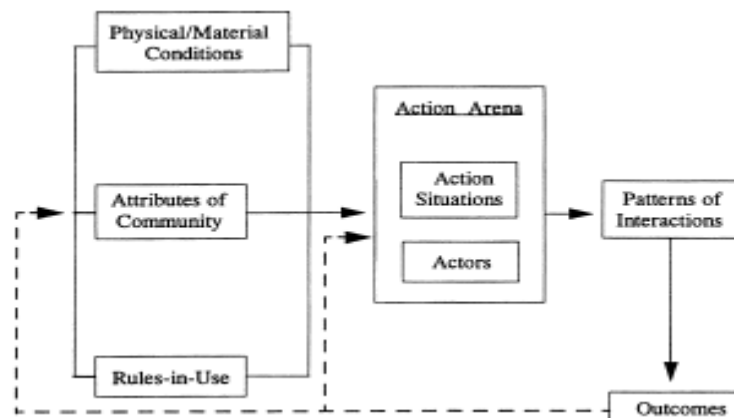 Physical/Material
Conditions
Action Arena
Attributes of
Community
Action
Situations
Actors
Patterns of
Interactions
Rules-in-Use
Outcomes